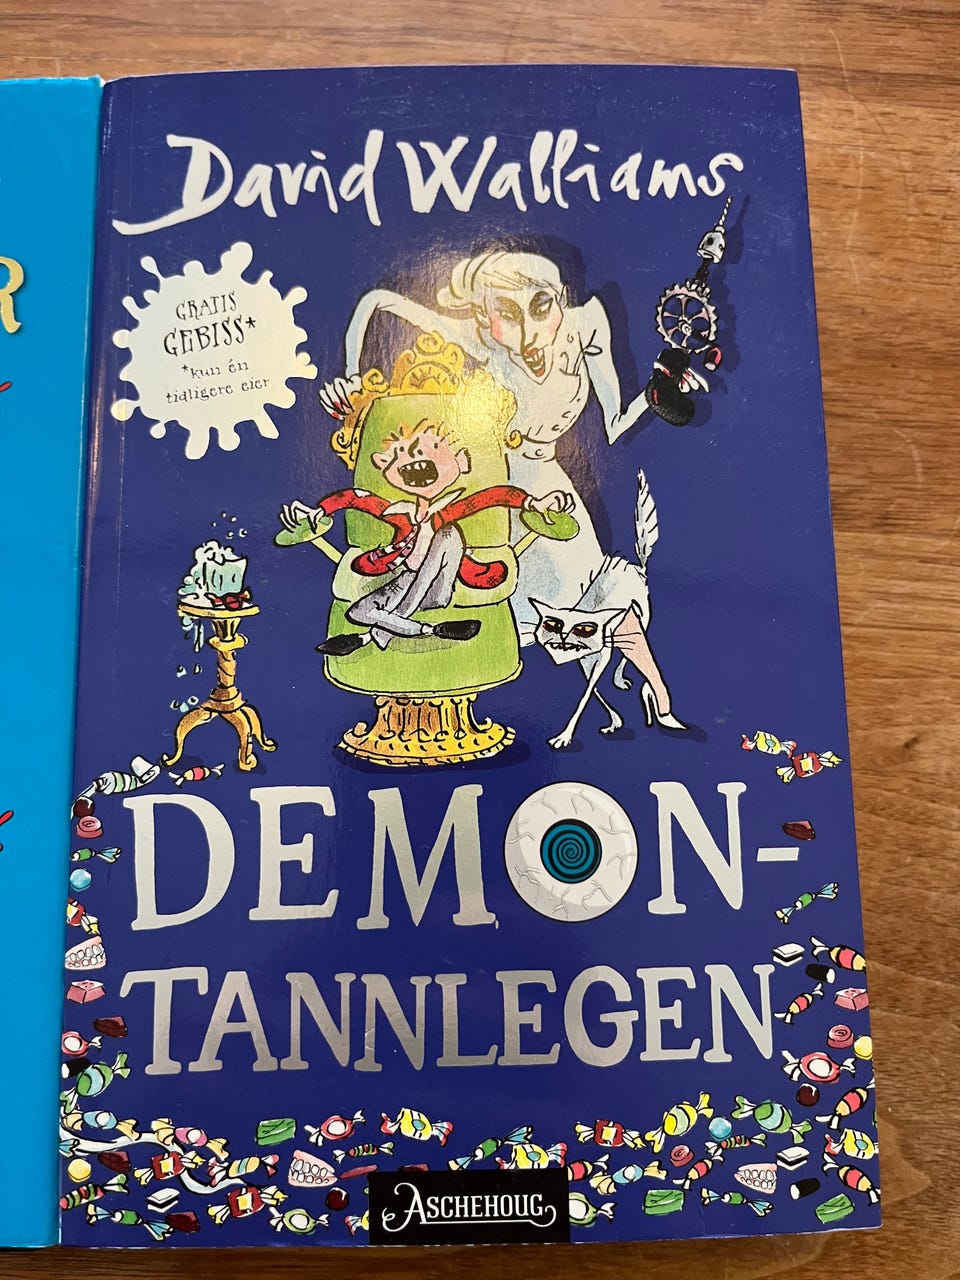 David Walliams
GRATIS
GEBISS*
*kun én
tidligere eier
DEMON-
TANNLEGEN
ASCHEHOUG
R